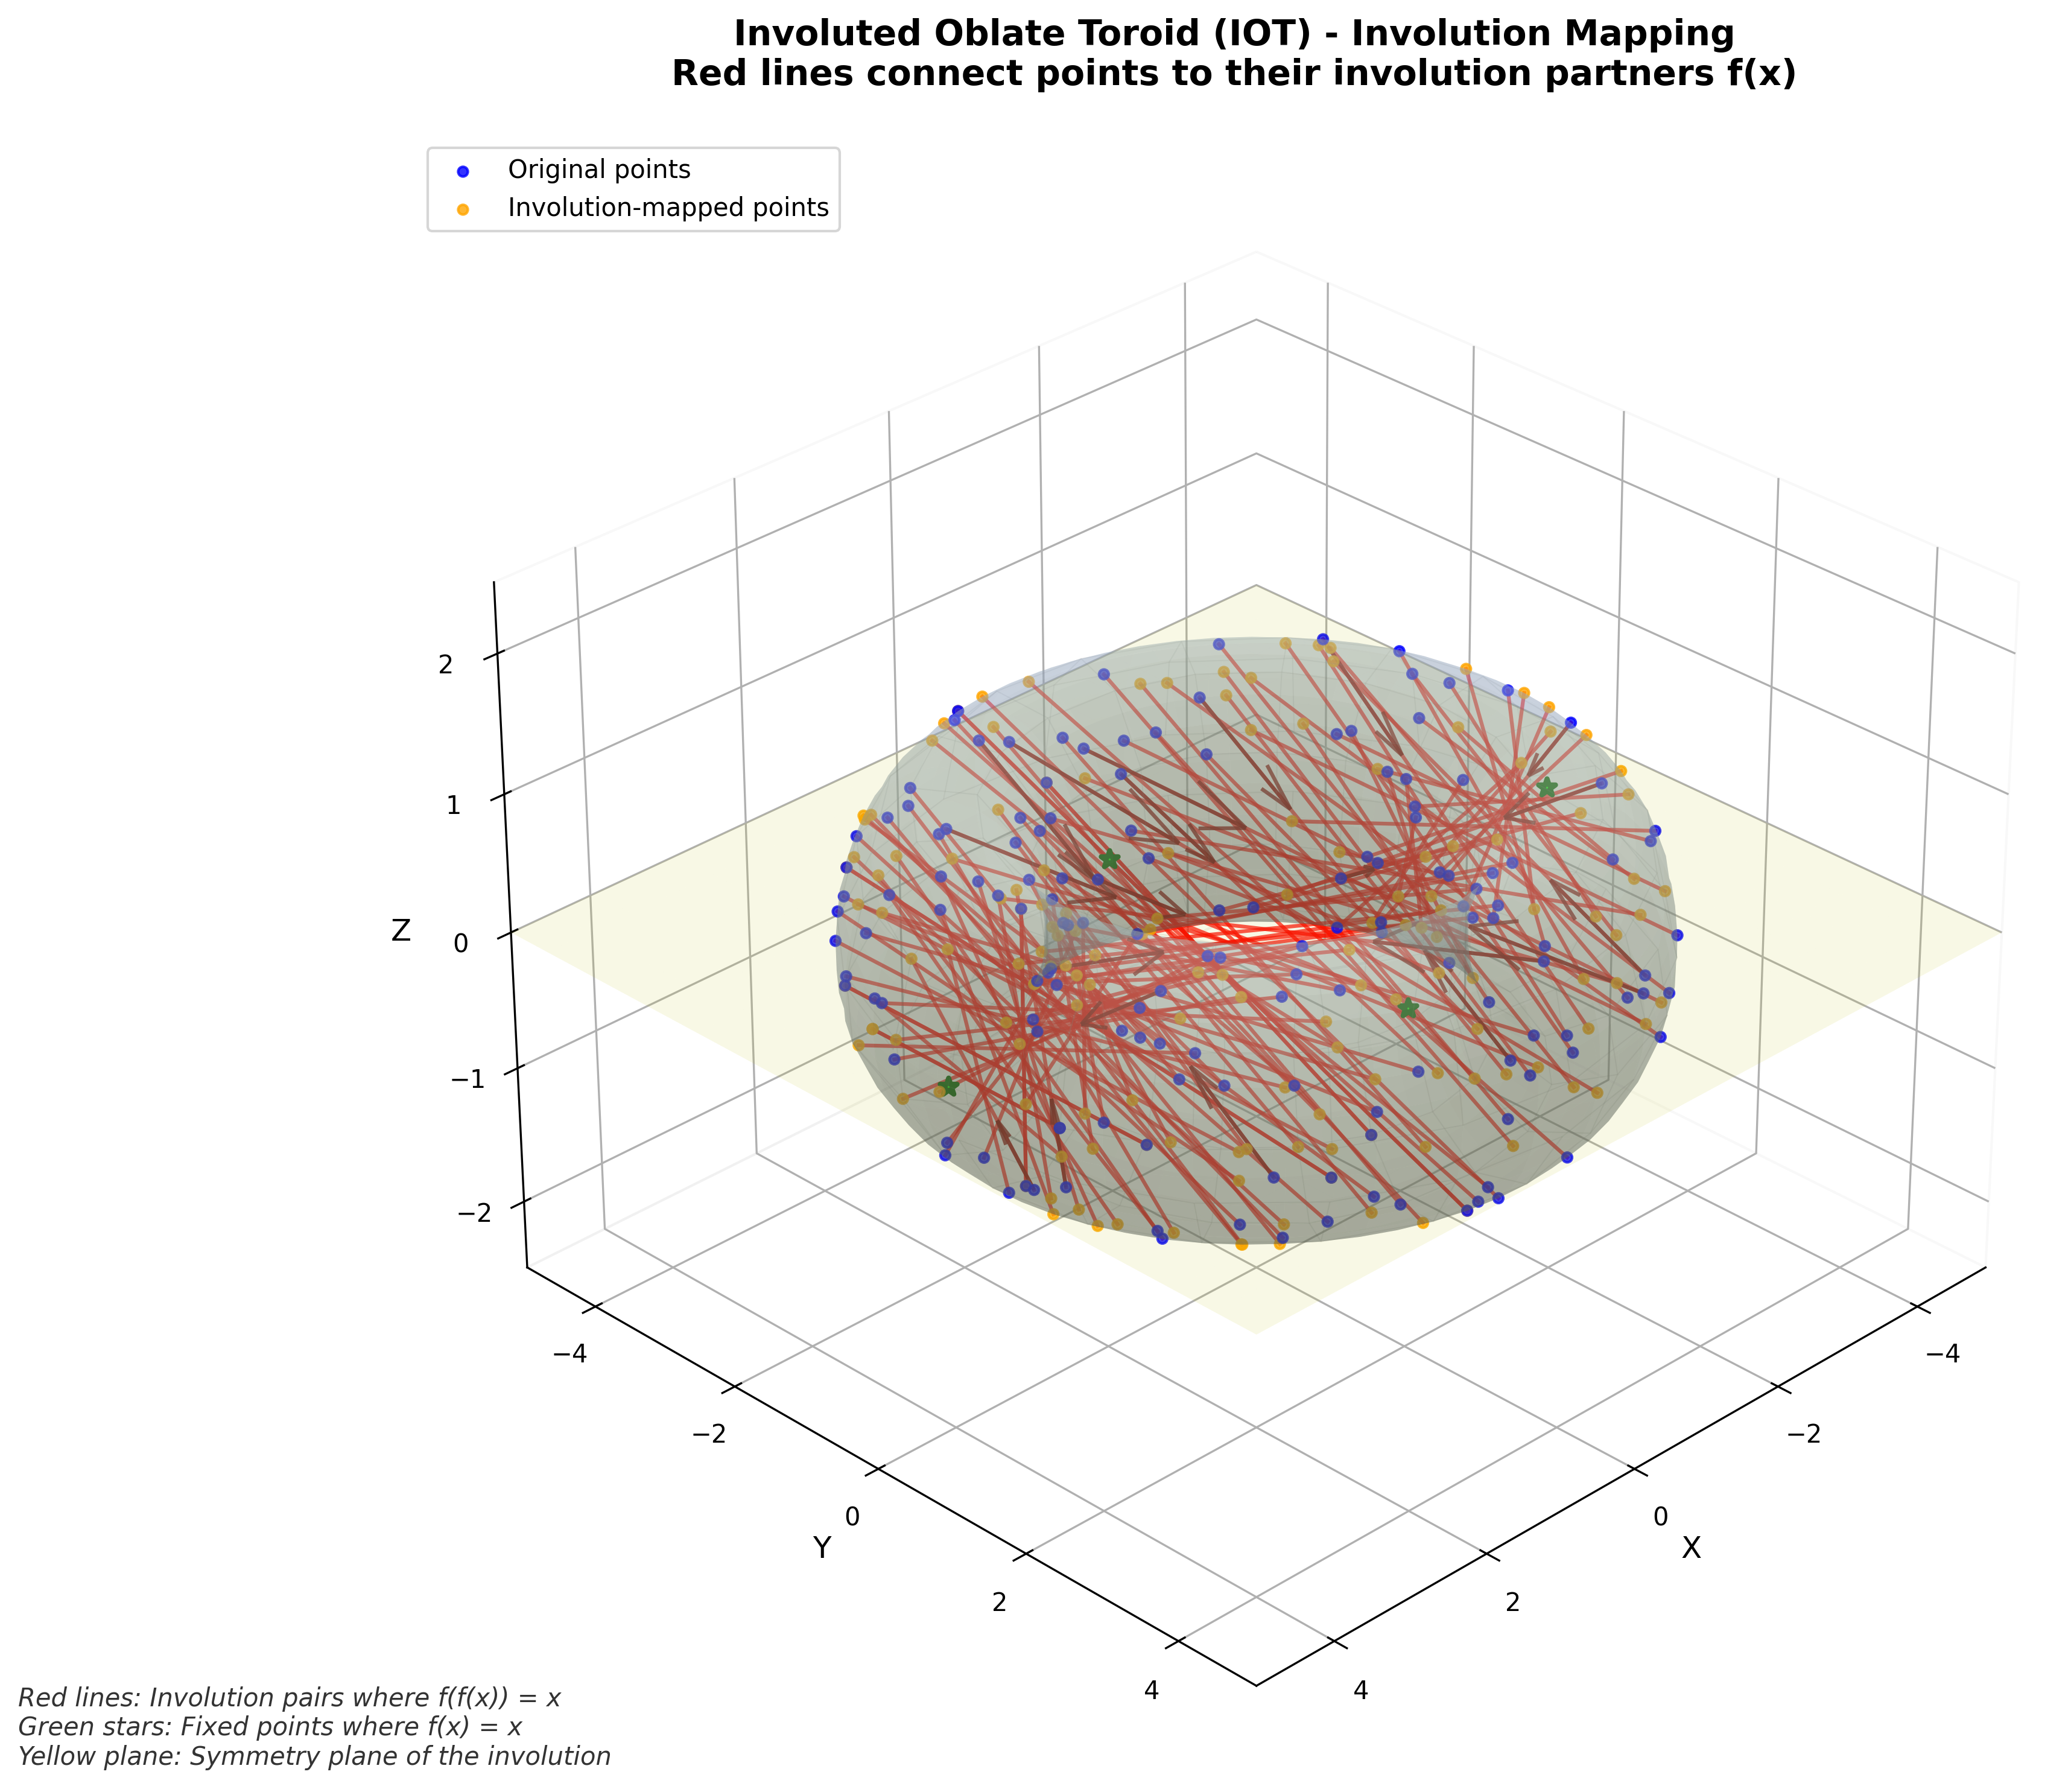 Involuted Oblate Toroid (IOT) - Involution Mapping
Red lines connect points to their involution partners f(x)
Original points
Involution-mapped points
2
1
Z
0
−1
−2
−4
−4
−2
−2
0
0
Y
X
2
2
4
4
Red lines: Involution pairs where f(f(x)) = x
Green stars: Fixed points where f(x) = x
Yellow plane: Symmetry plane of the involution